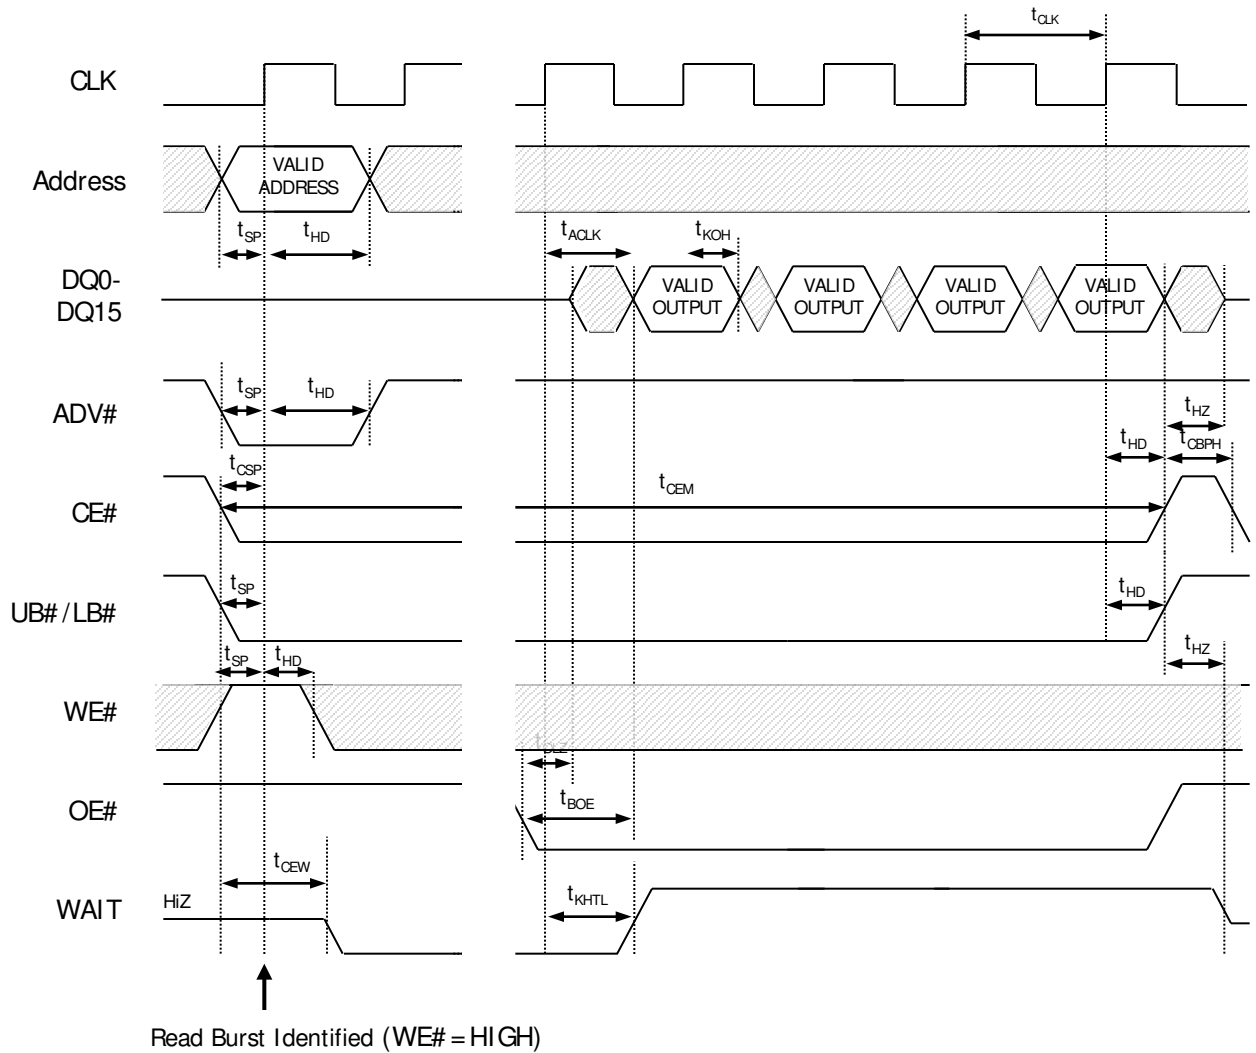 tCLK
CLK
Address
VALID
ADDRESS
tSP
tHD
tACLK
tKOH
DQ0-
DQ15
VALID
OUTPUT
VALID
OUTPUT
VALID
OUTPUT
VALID
OUTPUT
ADV#
tSP
tHD
tHZ
tHD
tCBPH
CE#
tCSP
tCEM
UB# / LB#
tSP
tHD
tSP
tHD
tHZ
WE#
tOLZ
OE#
tBOE
tCEW
WAIT
HiZ
tKHTL
Read Burst Identified (WE# = HIGH)